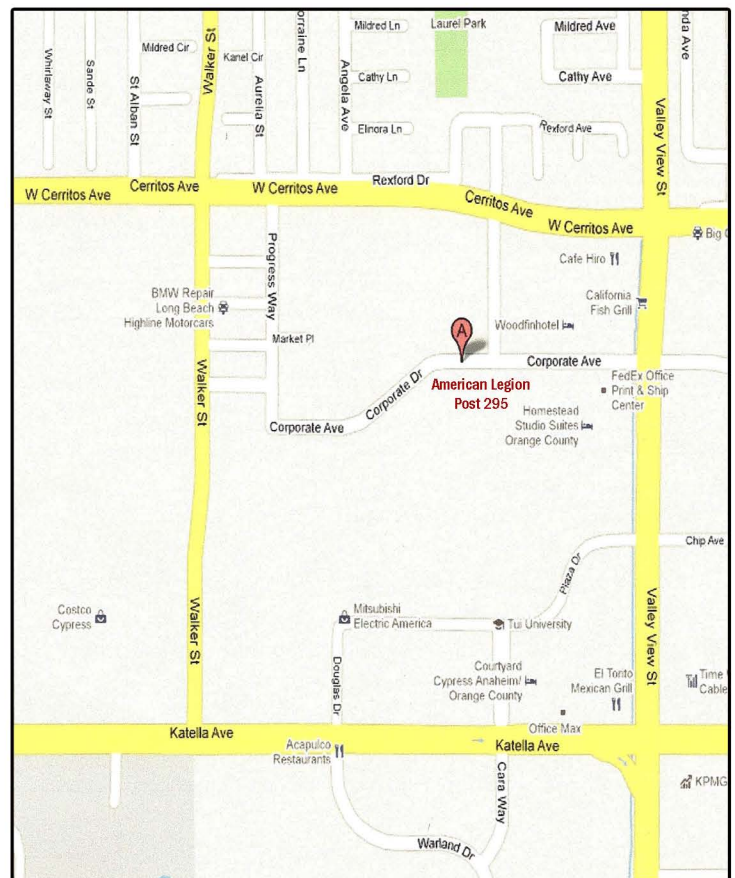 Whirlaway St
Sande St
St Alban St
Mildred Cir
Walker St
Kanel Cir
Aurelia St
orraine Ln
Angela Ave
Mildred Ln
Cathy Ln
Elinora Ln
Laurel Park
Mildred Ave
Cathy Ave
Rexford Ave
Valley View St
nda Ave
W Cerritos Ave
Cerritos Ave
W Cerritos Ave
Rexford Dr
Cerritos Ave
W Cerritos Ave
Big
Cafe Hiro
Progress Way
BMW Repair
Long Beach
Highline Motorcars
California
Fish Grill
Woodfinhotel
Market Pl
A
Corporate Ave
American Legion
Post 295
Corporate Dr
FedEx Office
Print & Ship
Center
Walker St
Homestead
Studio Suites
Orange County
Corporate Ave
Chip Ave
Plaza Dr
Costco
Cypress
Walker St
Mitsubishi
Electric America
Tui University
Valley View St
Douglas Dr
Courtyard
Cypress Anaheim/
Orange County
El Torito
Mexican Grill
Time
Cable
Office Max
Katella Ave
Katella Ave
Acapulco
Restaurants
Cara Way
KPMG
Warland Dr